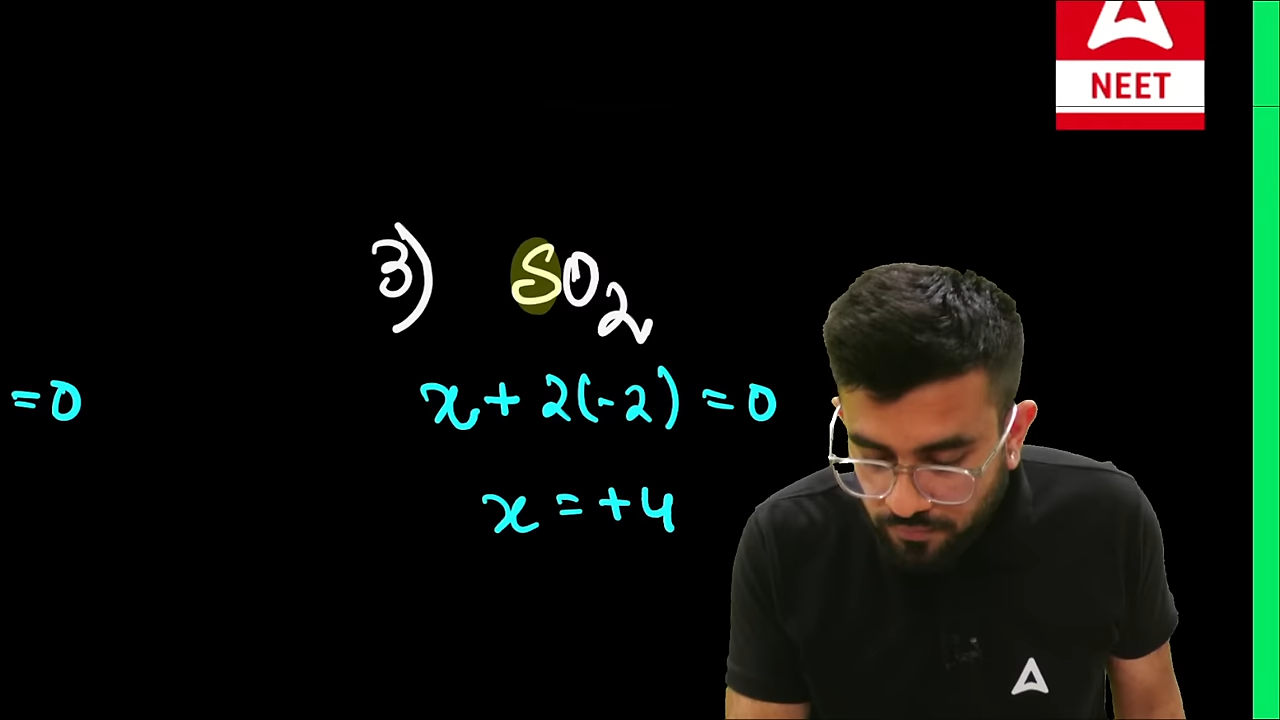 NEET
3) SO₂
=0
x + 2(-2) = 0
x = +4